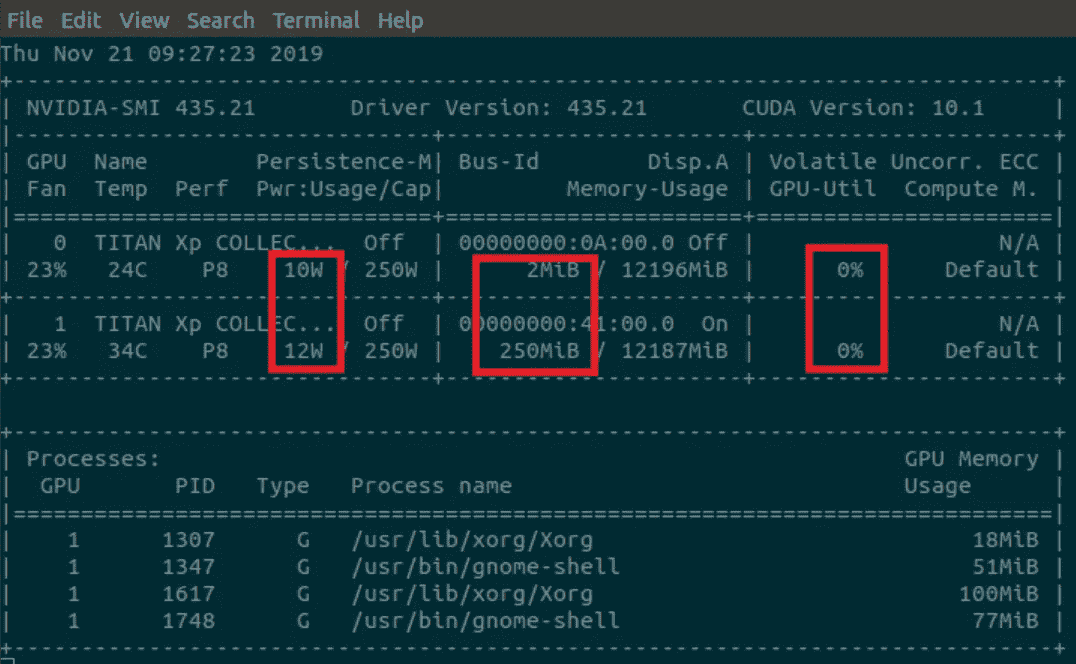 File Edit View Search Terminal Help
Thu Nov 21 09:27:23 2019
+-----------------------------------------------------------------------------+
| NVIDIA-SMI 435.21       Driver Version: 435.21       CUDA Version: 10.1     |
|-------------------------------+----------------------+----------------------+
| GPU  Name        Persistence-M| Bus-Id        Disp.A | Volatile Uncorr. ECC |
| Fan  Temp  Perf  Pwr:Usage/Cap|         Memory-Usage | GPU-Util  Compute M. |
|===============================+======================+======================|
|   0  TITAN Xp COLLEC...  Off  | 00000000:0A:00.0 Off |                  N/A |
| 23%   24C    P8    10W / 250W |      2MiB / 12196MiB |      0%      Default |
+-------------------------------+----------------------+----------------------+
|   1  TITAN Xp COLLEC...  Off  | 00000000:41:00.0  On |                  N/A |
| 23%   34C    P8    12W / 250W |    250MiB / 12187MiB |      0%      Default |
+-------------------------------+----------------------+----------------------+
+-----------------------------------------------------------------------------+
| Processes:                                                       GPU Memory |
|  GPU       PID   Type   Process name                             Usage      |
|=============================================================================|
|    1      1307      G   /usr/lib/xorg/Xorg                            18MiB |
|    1      1347      G   /usr/bin/gnome-shell                          51MiB |
|    1      1617      G   /usr/lib/xorg/Xorg                           100MiB |
|    1      1748      G   /usr/bin/gnome-shell                          77MiB |
+-----------------------------------------------------------------------------+